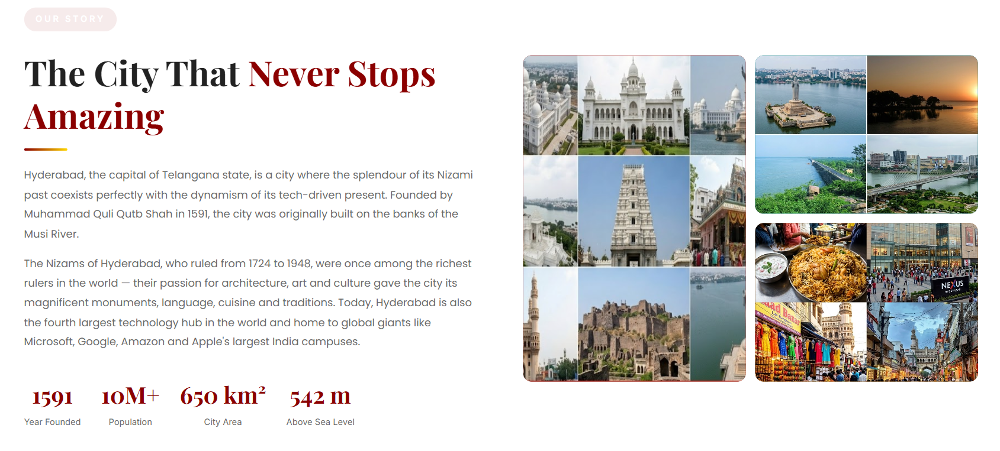 OUR STORY
The City That Never Stops
Amazing
Hyderabad, the capital of Telangana state, is a city where the splendour of its Nizami
past coexists perfectly with the dynamism of its tech-driven present. Founded by
Muhammad Quli Qutb Shah in 1591, the city was originally built on the banks of the
Musi River.
The Nizams of Hyderabad, who ruled from 1724 to 1948, were once among the richest
rulers in the world — their passion for architecture, art and culture gave the city its
magnificent monuments, language, cuisine and traditions. Today, Hyderabad is also
the fourth largest technology hub in the world and home to global giants like
Microsoft, Google, Amazon and Apple's largest India campuses.
1591 10M+ 650 km² 542 m
Year Founded Population City Area Above Sea Level
NEXUS
HYDERABAD
Bazar